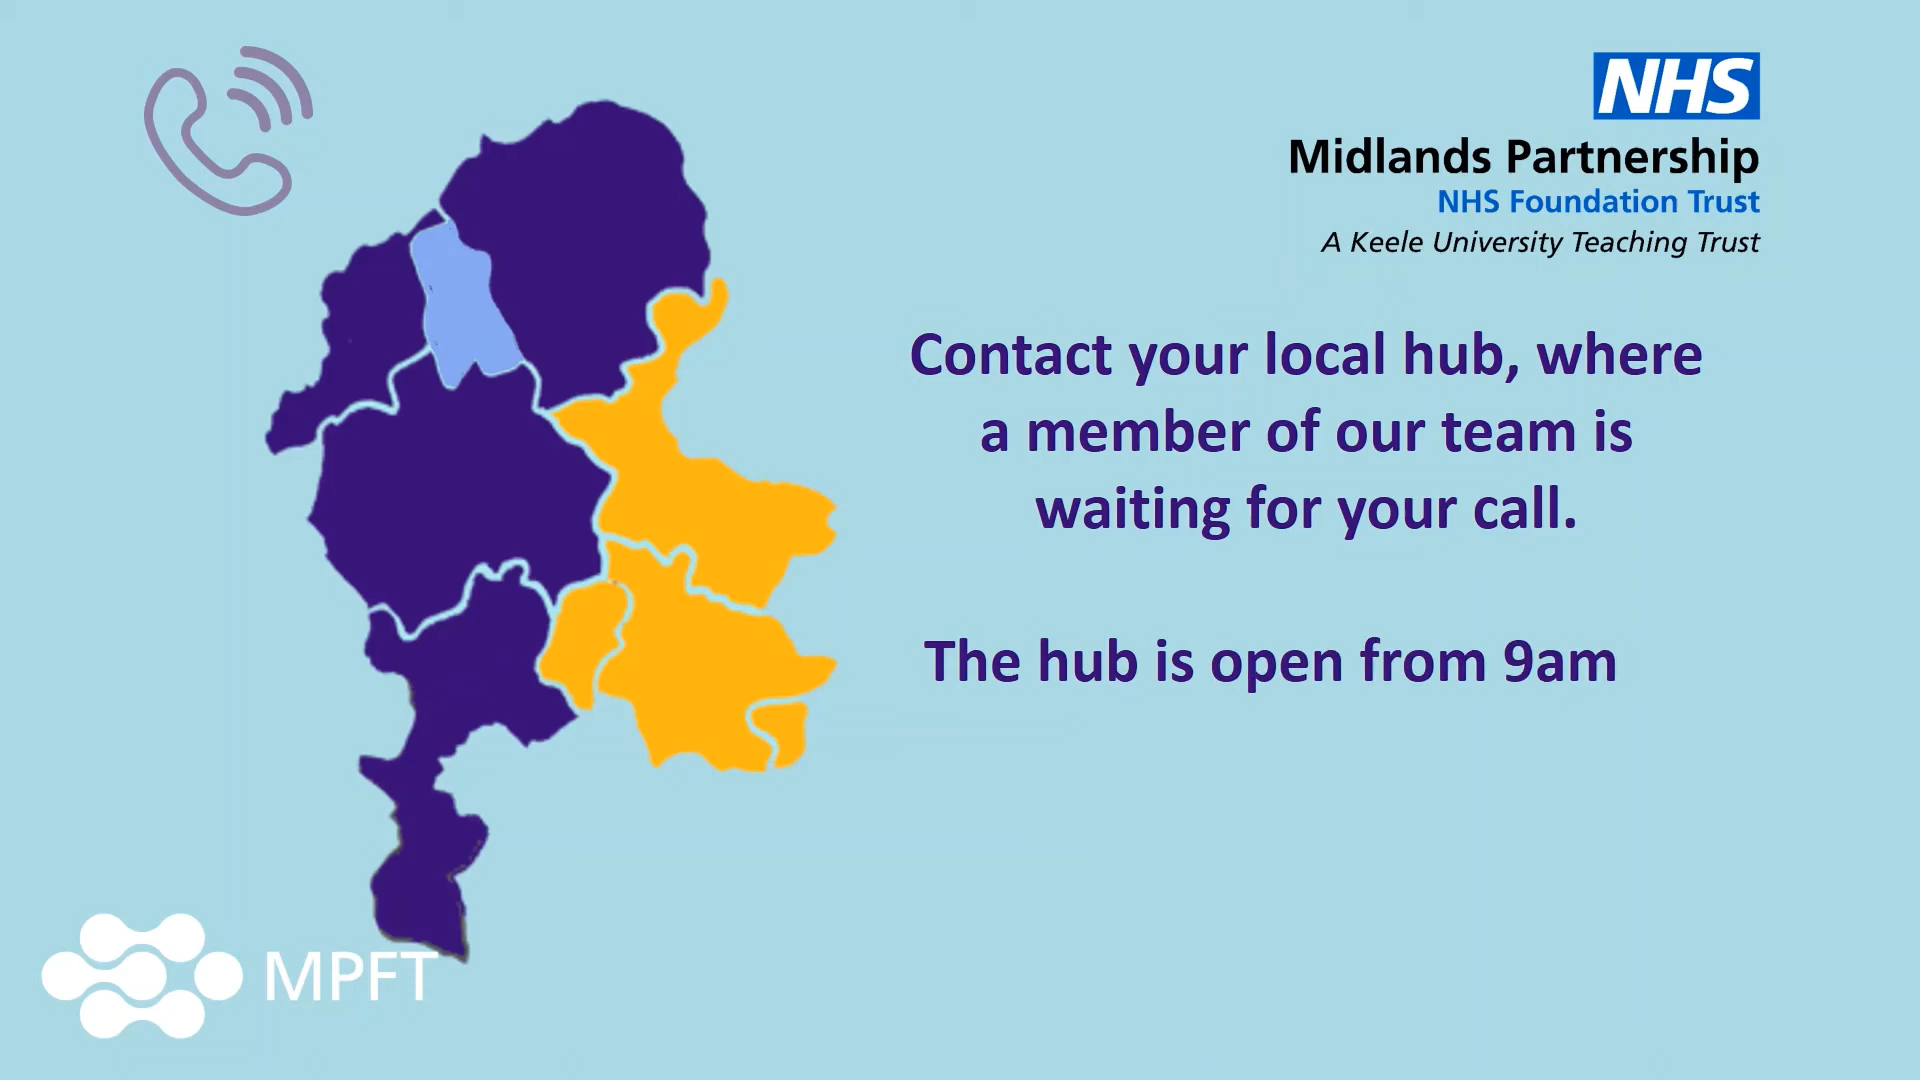 NHS
Midlands Partnership
NHS Foundation Trust
A Keele University Teaching Trust
Contact your local hub, where
a member of our team is
waiting for your call.
The hub is open from 9am
MPFT